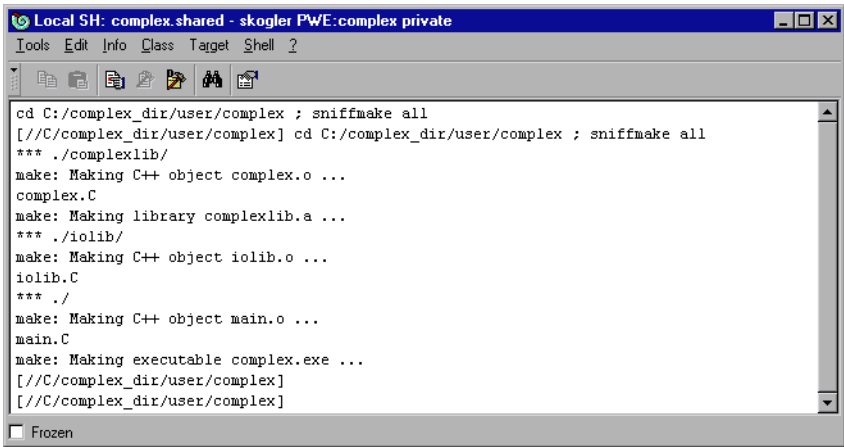 Local SH: complex.shared - skogler PWE:complex private
Tools Edit Info Class Target Shell ?
cd C:/complex_dir/user/complex ; sniffmake all
[//C/complex_dir/user/complex] cd C:/complex_dir/user/complex ; sniffmake all
*** ./complexlib/
make: Making C++ object complex.o ...
complex.C
make: Making library complexlib.a ...
*** ./iolib/
make: Making C++ object iolib.o ...
iolib.C
*** ./
make: Making C++ object main.o ...
main.C
make: Making executable complex.exe ...
[//C/complex_dir/user/complex]
[//C/complex_dir/user/complex]
Frozen